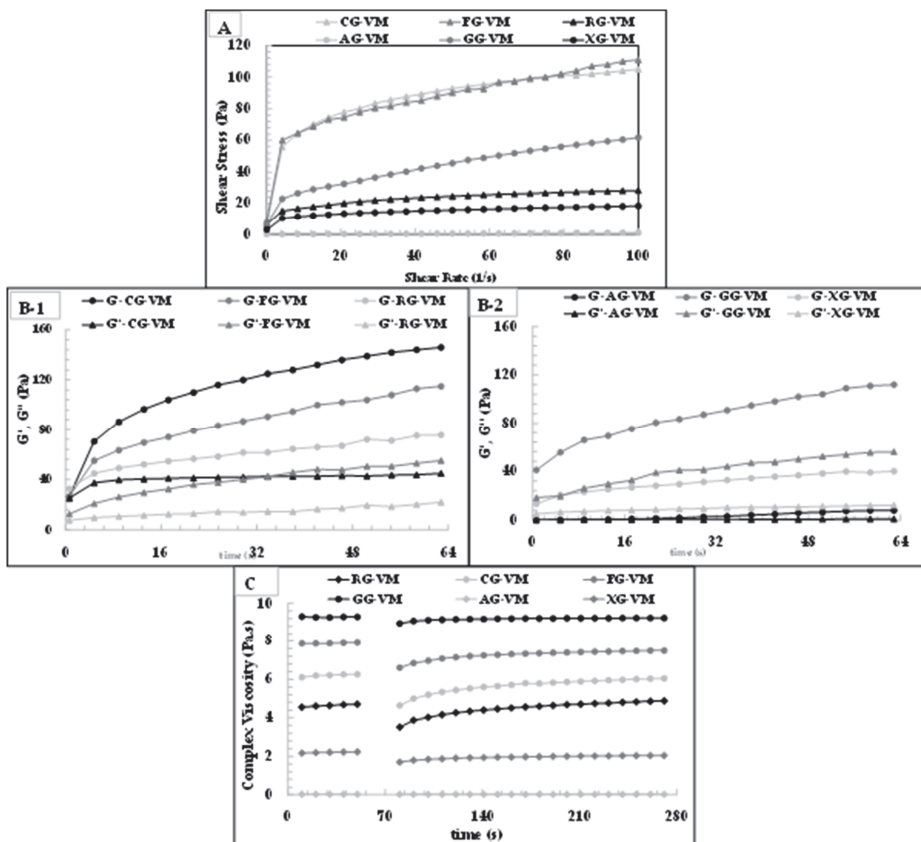 A
CG-VM FG-VM RG-VM
AG-VM GG-VM XG-VM
120
100
80
60
40
20
0
Shear Stress (Pa)
0 20 40 60 80 100
Shear Rate (1/s)
B-1
G'-CG-VM G'-FG-VM G'-RG-VM
G"-CG-VM G"-FG-VM G"-RG-VM
160
120
80
40
0
G', G" (Pa)
0 16 32 48 64
time (s)
B-2
G'-AG-VM G'-GG-VM G'-XG-VM
G"-AG-VM G"-GG-VM G"-XG-VM
160
120
80
40
0
G', G" (Pa)
0 16 32 48 64
time (s)
C
RG-VM CG-VM FG-VM
GG-VM AG-VM XG-VM
10
8
6
4
2
0
Complex Viscosity (Pa.s)
0 70 140 210 280
time (s)